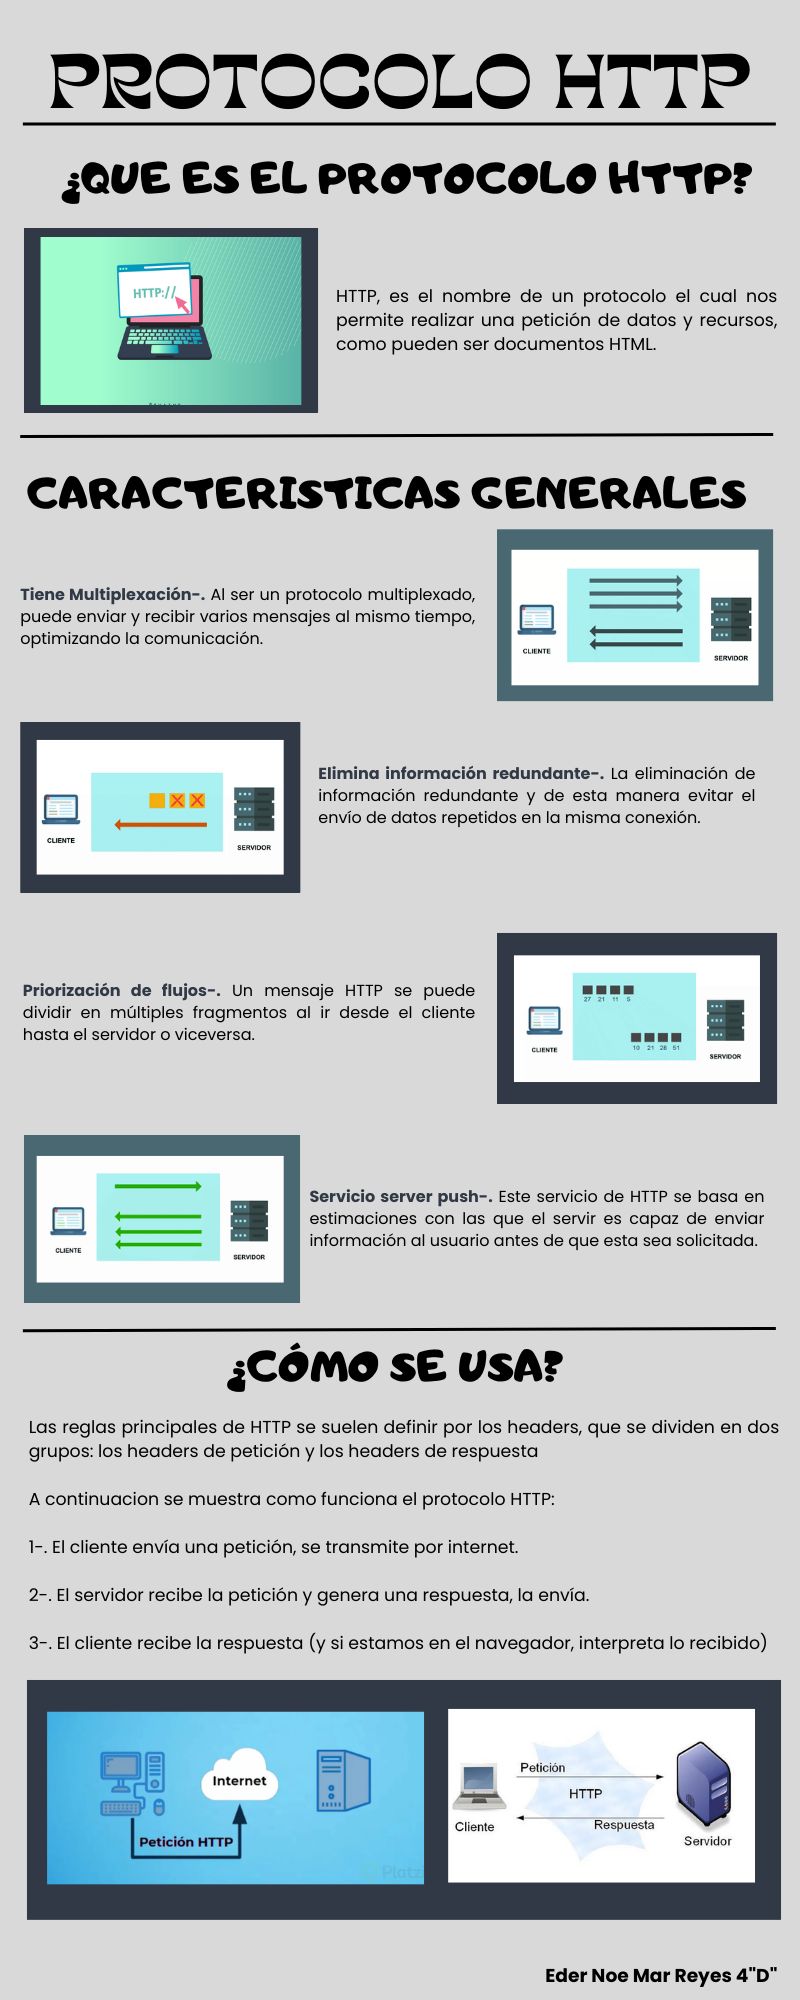 PROTOCOLO HTTP
¿QUE ES EL PROTOCOLO HTTP?
HTTP://
HTTP, es el nombre de un protocolo el cual nos
permite realizar una petición de datos y recursos,
como pueden ser documentos HTML.
CARACTERISTICAS GENERALES
Tiene Multiplexación-. Al ser un protocolo multiplexado,
puede enviar y recibir varios mensajes al mismo tiempo,
optimizando la comunicación.
CLIENTE
SERVIDOR
CLIENTE
SERVIDOR
Elimina información redundante-. La eliminación de
información redundante y de esta manera evitar el
envío de datos repetidos en la misma conexión.
Priorización de flujos-. Un mensaje HTTP se puede
dividir en múltiples fragmentos al ir desde el cliente
hasta el servidor o viceversa.
27 21 11 5
10 21 26 51
CLIENTE
SERVIDOR
CLIENTE
SERVIDOR
Servicio server push-. Este servicio de HTTP se basa en
estimaciones con las que el servir es capaz de enviar
información al usuario antes de que esta sea solicitada.
¿CÓMO SE USA?
Las reglas principales de HTTP se suelen definir por los headers, que se dividen en dos
grupos: los headers de petición y los headers de respuesta
A continuacion se muestra como funciona el protocolo HTTP:
1-. El cliente envía una petición, se transmite por internet.
2-. El servidor recibe la petición y genera una respuesta, la envía.
3-. El cliente recibe la respuesta (y si estamos en el navegador, interpreta lo recibido)
Internet
Petición HTTP
Platzi
Petición
HTTP
Respuesta
Cliente
Servidor
Eder Noe Mar Reyes 4"D"